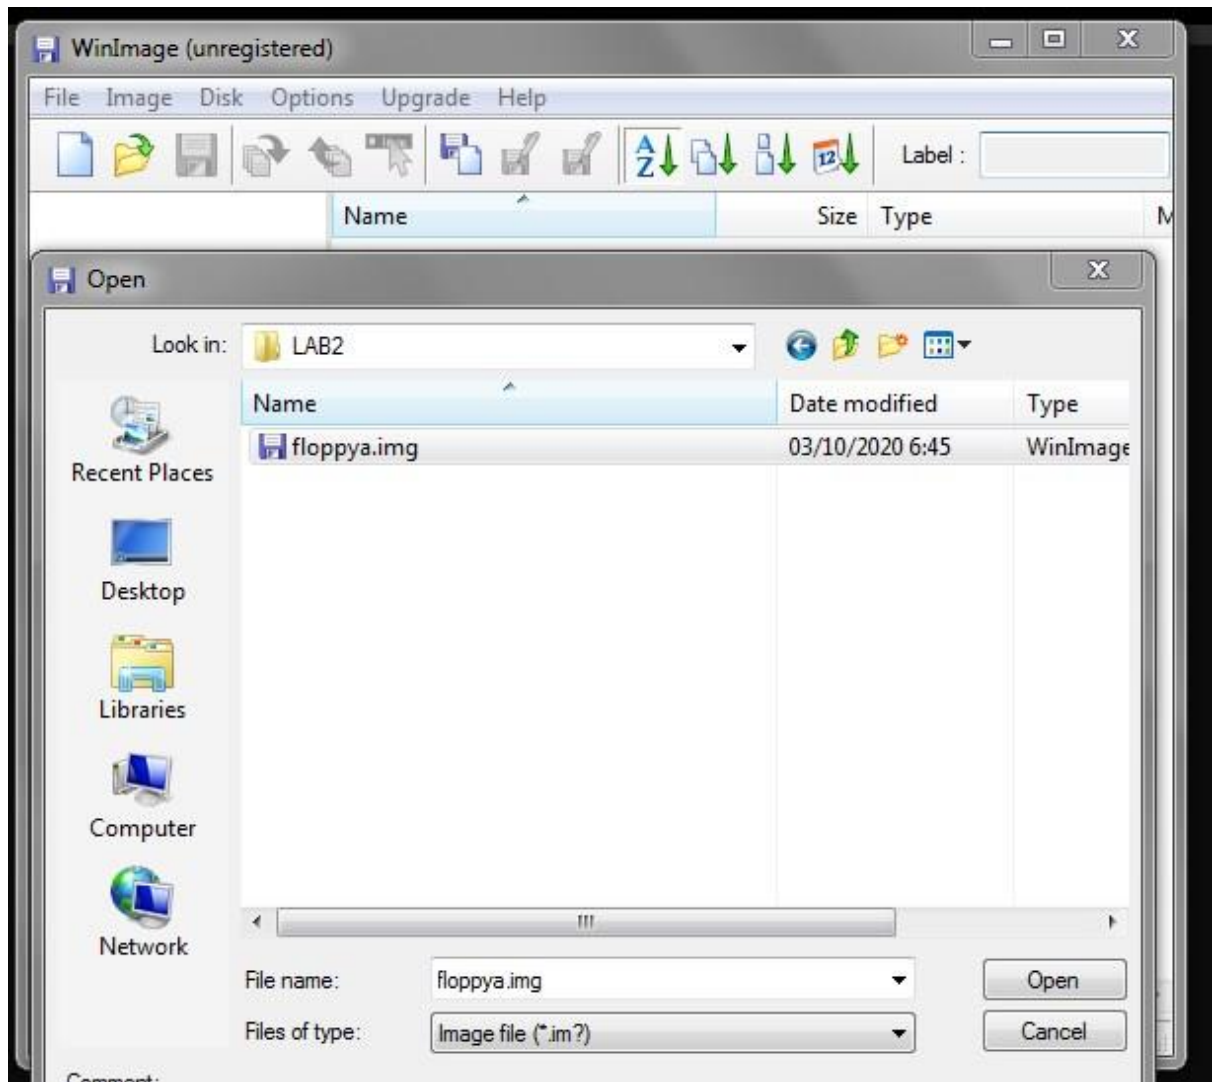 WinImage (unregistered)
File Image Disk Options Upgrade Help
A Z 12 Label :
Name Size Type M
Open
Look in: LAB2
Name Date modified Type
floppya.img 03/10/2020 6:45 WinImage
Recent Places
Desktop
Libraries
Computer
Network
File name: floppya.img Open
Files of type: Image file (*.im?) Cancel
Comment: